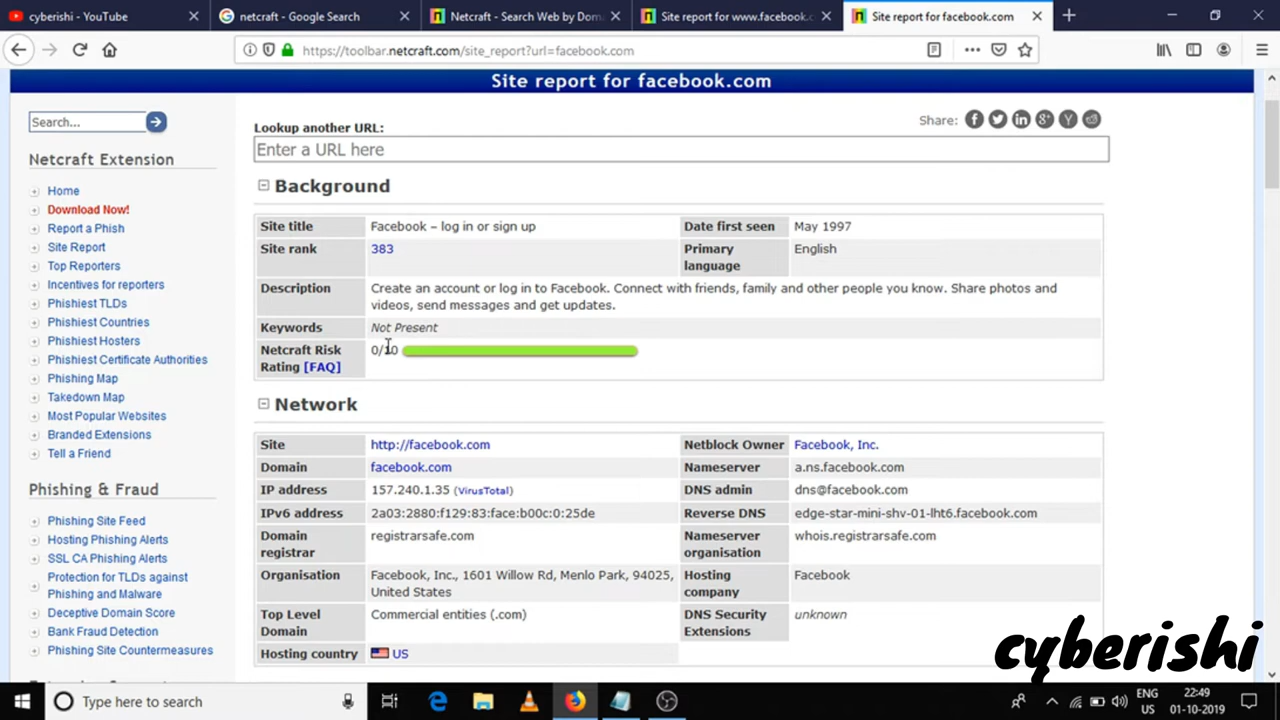 cyberishi - YouTube
netcraft - Google Search
Netcraft - Search Web by Dom
Site report for www.facebook.c
Site report for facebook.com
https://toolbar.netcraft.com/site_report?url=facebook.com
Site report for facebook.com
Search...
Netcraft Extension
Home
Download Now!
Report a Phish
Site Report
Top Reporters
Incentives for reporters
Phishiest TLDs
Phishiest Countries
Phishiest Hosters
Phishiest Certificate Authorities
Phishing Map
Takedown Map
Most Popular Websites
Branded Extensions
Tell a Friend
Phishing & Fraud
Phishing Site Feed
Hosting Phishing Alerts
SSL CA Phishing Alerts
Protection for TLDs against
Phishing and Malware
Deceptive Domain Score
Bank Fraud Detection
Phishing Site Countermeasures
Share:
Lookup another URL:
Enter a URL here
Background
Site title Facebook – log in or sign up Date first seen May 1997
Site rank 383 Primary English
language
Description Create an account or log in to Facebook. Connect with friends, family and other people you know. Share photos and
videos, send messages and get updates.
Keywords Not Present
Netcraft Risk 0/10
Rating [FAQ]
Network
Site http://facebook.com Netblock Owner Facebook, Inc.
Domain facebook.com Nameserver a.ns.facebook.com
IP address 157.240.1.35 (VirusTotal) DNS admin dns@facebook.com
IPv6 address 2a03:2880:f129:83:face:b00c:0:25de Reverse DNS edge-star-mini-shv-01-lht6.facebook.com
Domain registrarsafe.com Nameserver whois.registrarsafe.com
registrar organisation
Organisation Facebook, Inc., 1601 Willow Rd, Menlo Park, 94025, Hosting Facebook
United States company
Top Level Commercial entities (.com) DNS Security unknown
Domain Extensions
Hosting country US
cyberishi
Type here to search
ENG 22:49
US 01-10-2019